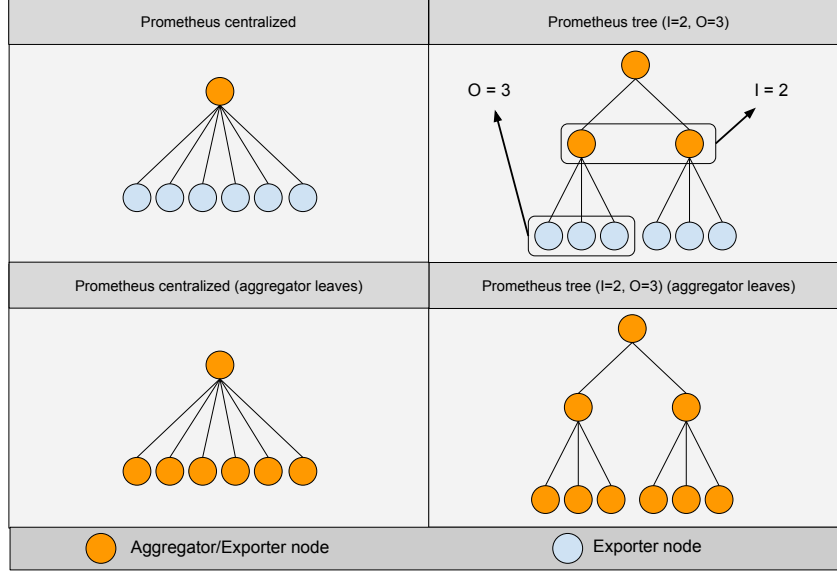 Prometheus centralized
Prometheus tree (I=2, O=3)
O = 3
I = 2
Prometheus centralized (aggregator leaves)
Prometheus tree (I=2, O=3) (aggregator leaves)
Aggregator/Exporter node
Exporter node